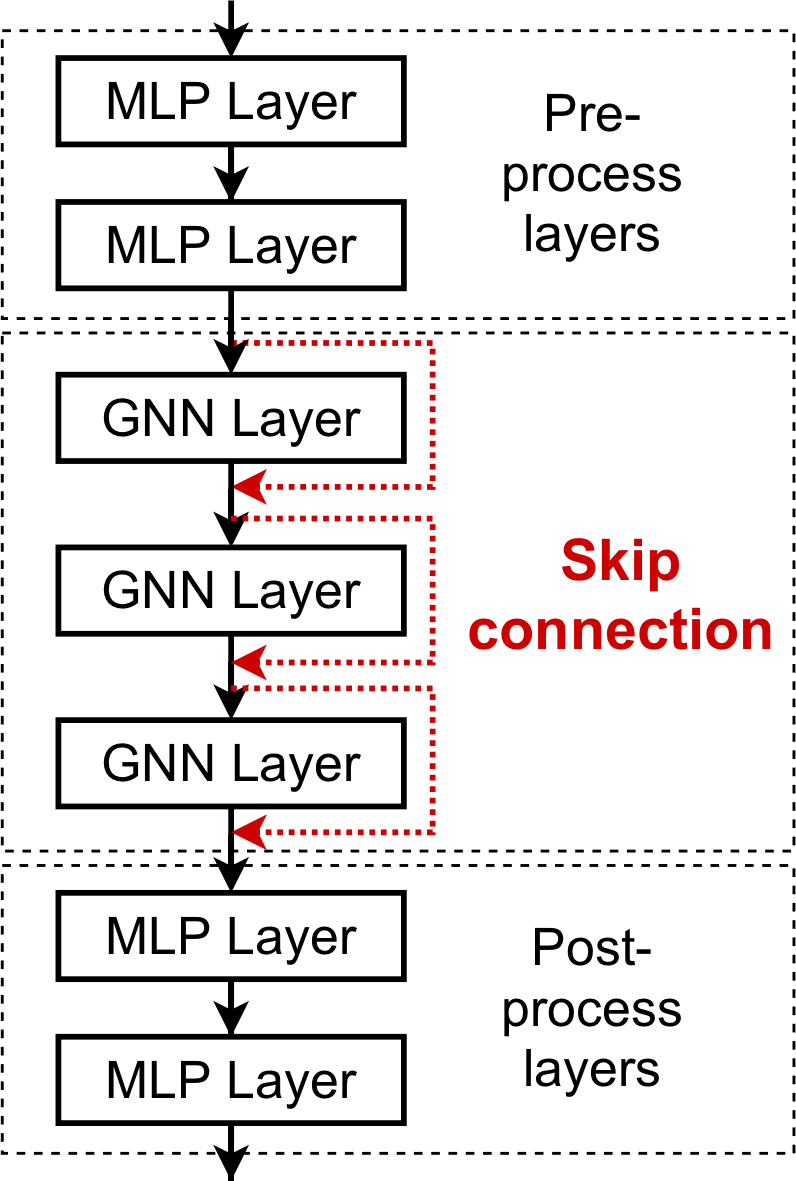 MLP Layer
MLP Layer
Pre-
process
layers
GNN Layer
GNN Layer
GNN Layer
Skip
connection
MLP Layer
MLP Layer
Post-
process
layers